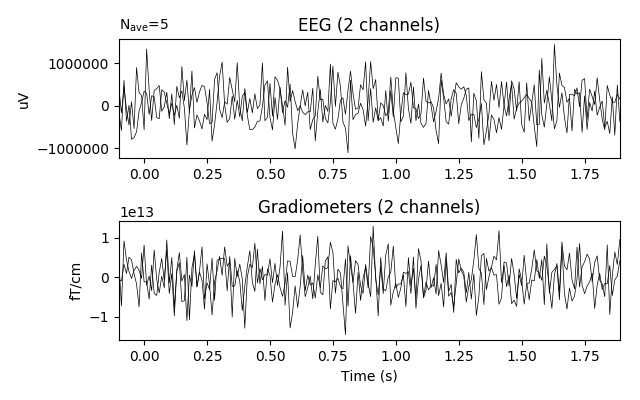 N_ave=5
EEG (2 channels)
uV
1000000
0
−1000000
0.00 0.25 0.50 0.75 1.00 1.25 1.50 1.75
1e13
Gradiometers (2 channels)
fT/cm
1
0
−1
0.00 0.25 0.50 0.75 1.00 1.25 1.50 1.75
Time (s)